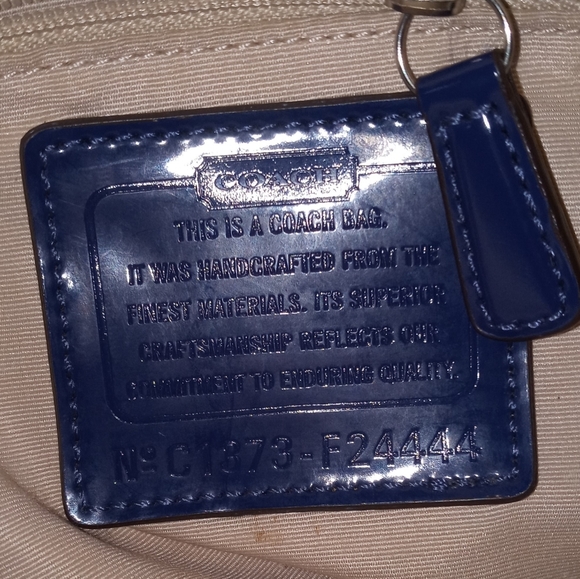 COACH
THIS IS A COACH BAG.
IT WAS HANDCRAFTED FROM THE
FINEST MATERIALS. ITS SUPERIOR
CRAFTSMANSHIP REFLECTS OUR
COMMITMENT TO ENDURING QUALITY.
Nº C1373-F24444